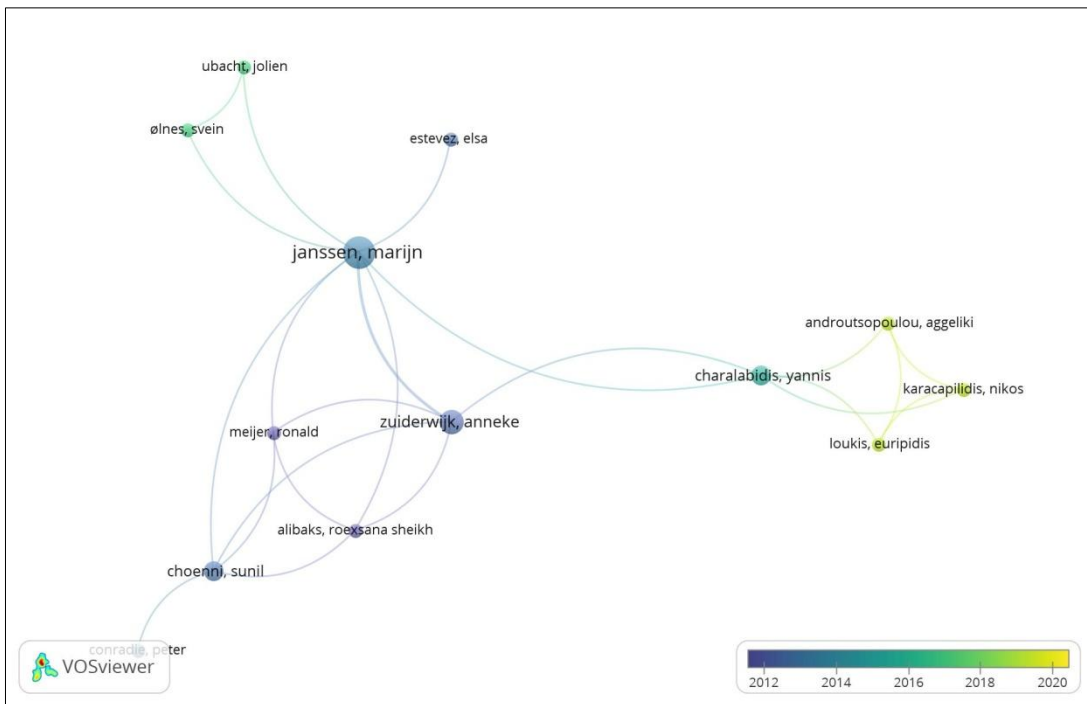 ubacht, jolien
ølnes, svein
estevez, elsa
janssen, marijn
androutsopoulou, aggeliki
charalabidis, yannis
karacapilidis, nikos
zuiderwijk, anneke
meijer, ronald
loukis, euripidis
alibaks, roexsana sheikh
choenni, sunil
conradie, peter
VOSviewer
2012 2014 2016 2018 2020